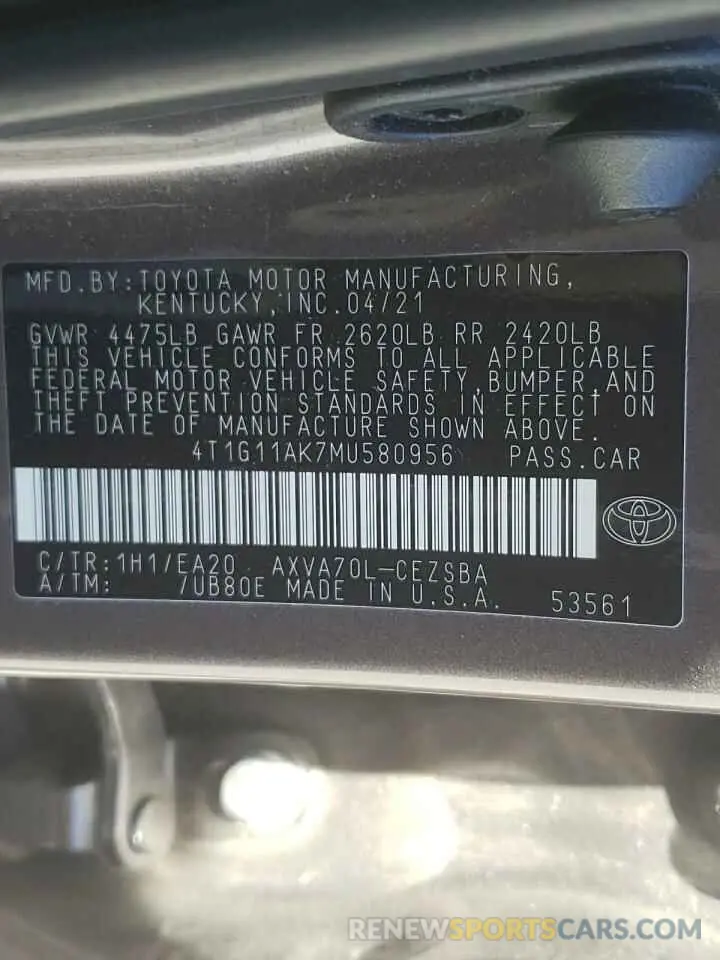 MFD.BY:TOYOTA MOTOR MANUFACTURING,
KENTUCKY,INC.04/21
GVWR 4475LB GAWR FR 2620LB RR 2420LB
THIS VEHICLE CONFORMS TO ALL APPLICABLE
FEDERAL MOTOR VEHICLE SAFETY,BUMPER,AND
THEFT PREVENTION STANDARDS IN EFFECT ON
THE DATE OF MANUFACTURE SHOWN ABOVE.
4T1G11AK7MU580956 PASS.CAR
C/TR:1H1/EA20 AXVA70L-CEZSBA
A/TM: /UB80E MADE IN U.S.A. 53561
RENEWSPORTSCARS.COM